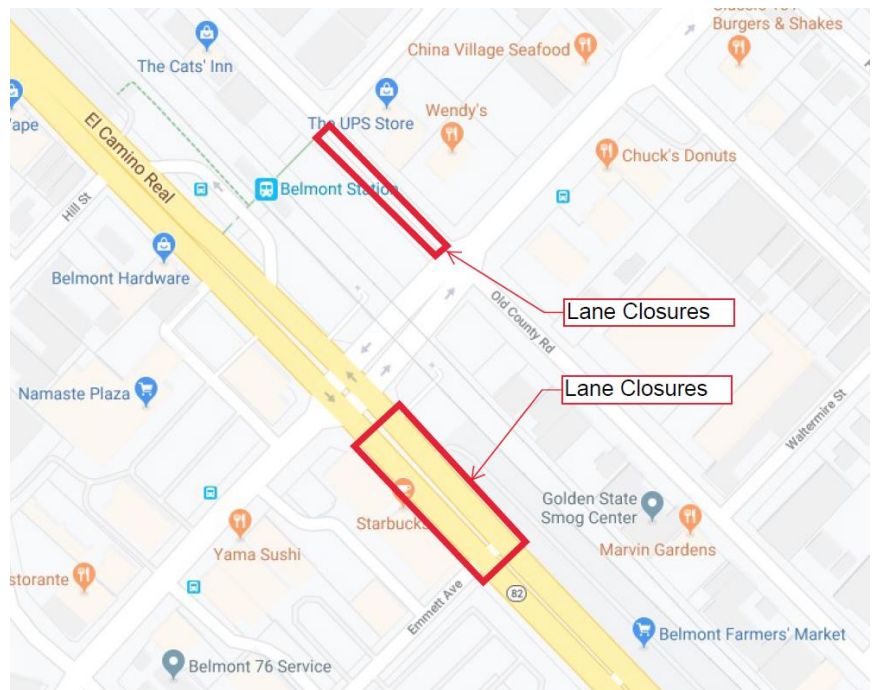 Burgers & Shakes
The Cats' Inn
China Village Seafood
Vape
The UPS Store
Wendy's
El Camino Real
Chuck's Donuts
Belmont Station
Hill St
Belmont Hardware
Old County Rd
Lane Closures
Lane Closures
Namaste Plaza
Waltermire St
Golden State
Smog Center
Starbucks
Yama Sushi
Marvin Gardens
storante
Emmett Ave
82
Belmont Farmers' Market
Belmont 76 Service